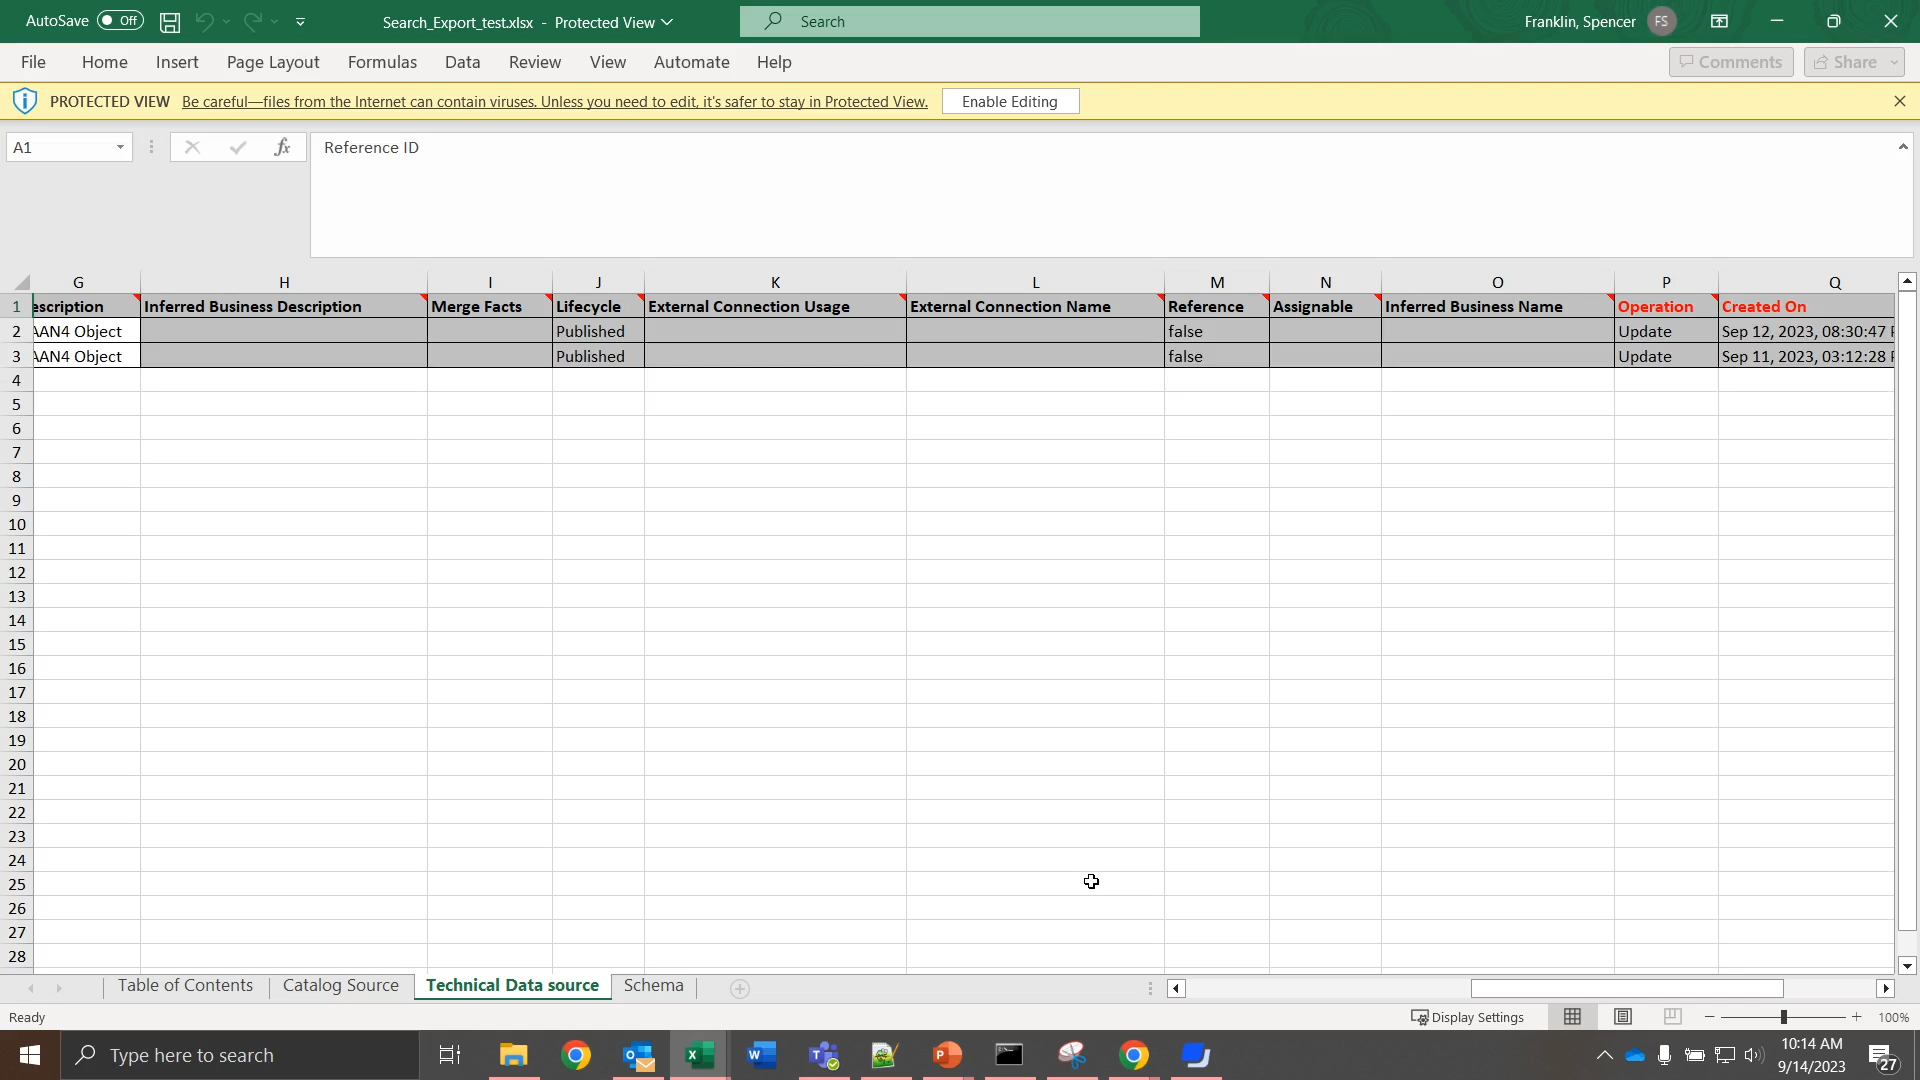 AutoSave Off Search_Export_test.xlsx - Protected View Search Franklin, Spencer FS
File Home Insert Page Layout Formulas Data Review View Automate Help Comments Share
PROTECTED VIEW Be careful—files from the Internet can contain viruses. Unless you need to edit, it's safer to stay in Protected View. Enable Editing
A1 fx Reference ID
G H I J K L M N O P Q
1 escription Inferred Business Description Merge Facts Lifecycle External Connection Usage External Connection Name Reference Assignable Inferred Business Name Operation Created On
2 AAN4 Object Published false Update Sep 12, 2023, 08:30:47
3 AAN4 Object Published false Update Sep 11, 2023, 03:12:28
4
5
6
7
8
9
10
11
12
13
14
15
16
17
18
19
20
21
22
23
24
25
26
27
28
Table of Contents Catalog Source Technical Data source Schema
Ready Display Settings 100%
Type here to search 10:14 AM
9/14/2023 27